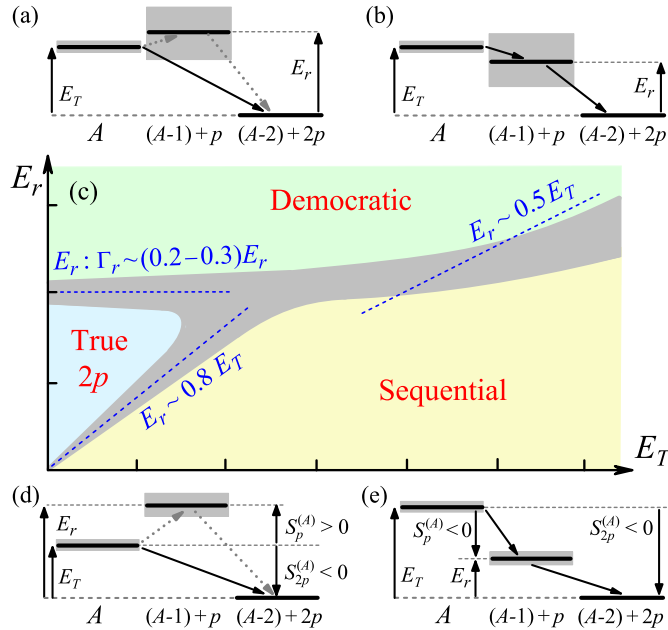 (a)
E_T
E_r
A
(A-1)+p
(A-2)+2p
(b)
E_T
E_r
A
(A-1)+p
(A-2)+2p
E_r
(c)
Democratic
E_r ~ 0.5 E_T
E_r : Γ_r ~ (0.2 – 0.3)E_r
True
2p
E_r ~ 0.8 E_T
Sequential
E_T
(d)
E_r
E_T
S_p^(A) > 0
S_2p^(A) < 0
A
(A-1)+p
(A-2)+2p
(e)
E_T
S_p^(A) < 0
E_r
S_2p^(A) < 0
A
(A-1)+p
(A-2)+2p